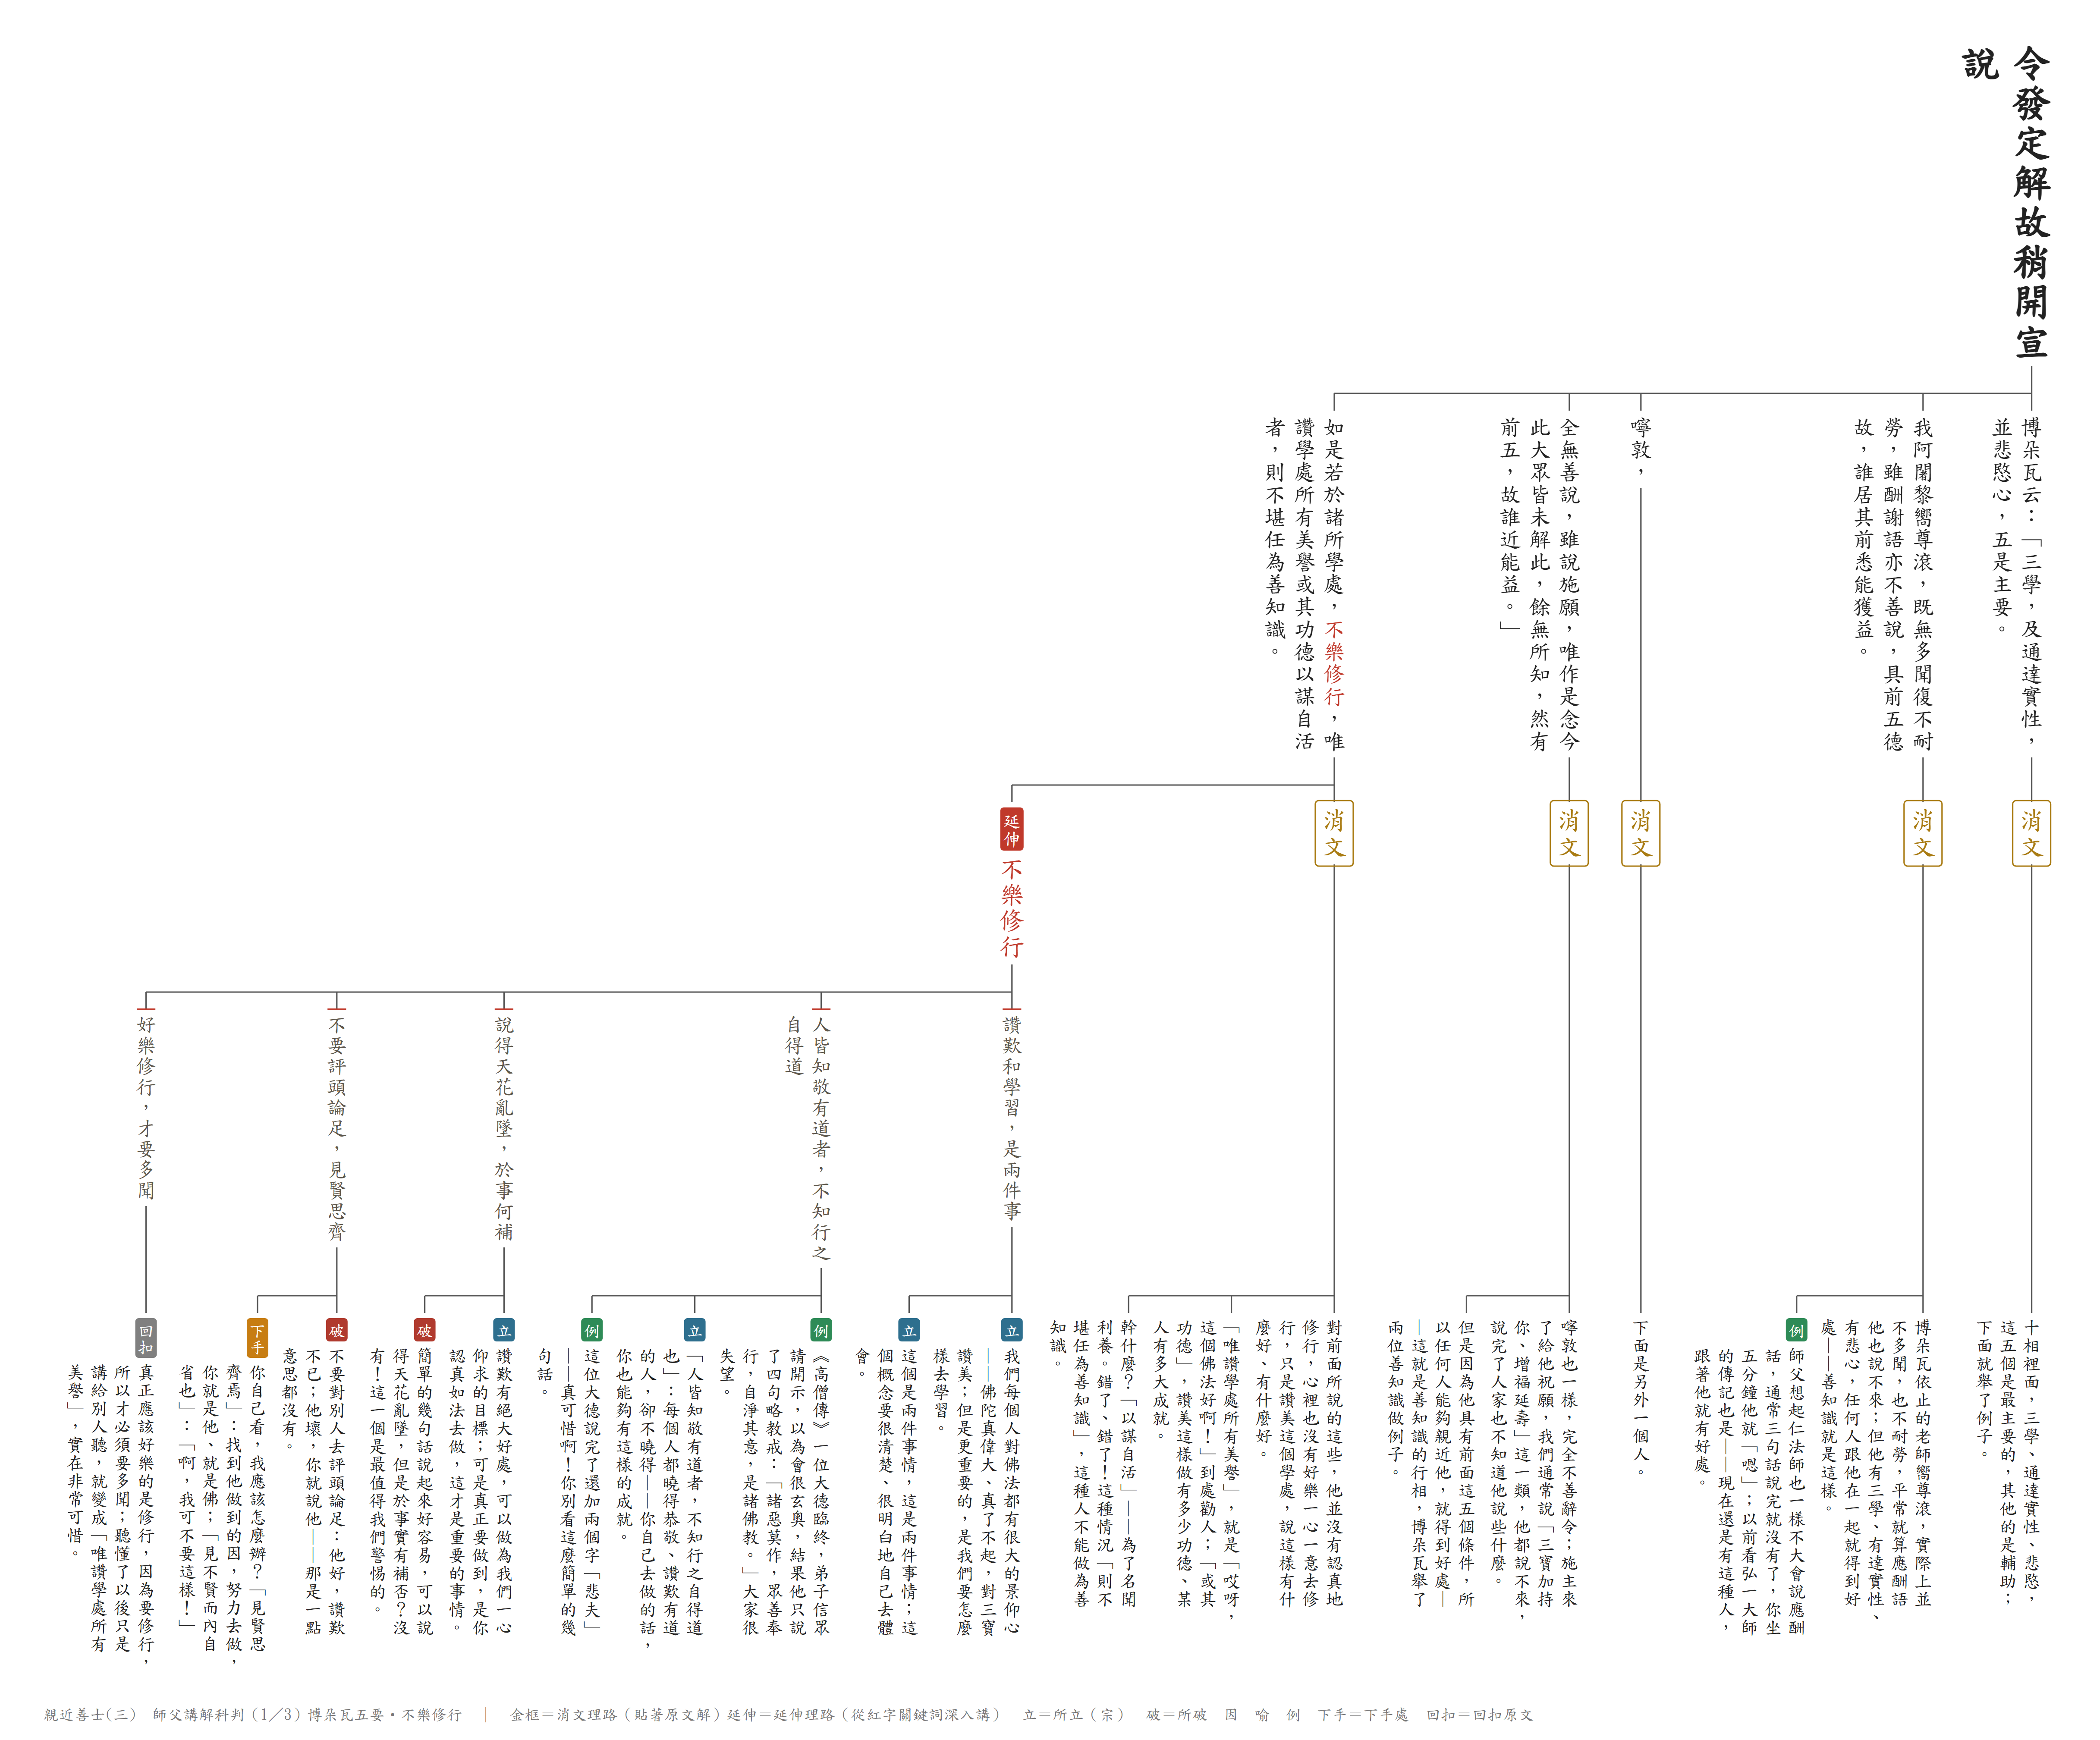 令發定解故稍開宣
說
博朵瓦云：「三學，及通達實性，
並悲愍心，五是主要。
我阿闍黎嚮尊滾，既無多聞復不耐
勞，雖酬謝語亦不善說，具前五德
故，誰居其前悉能獲益。
嚀敦，
全無善說，雖說施願，唯作是念今
此大眾皆未解此，餘無所知，然有
前五，故誰近能益。」
如是若於諸所學處，不樂修行，唯
讚學處所有美譽或其功德以謀自活
者，則不堪任為善知識。
消文
消文
消文
消文
消文
延伸
不樂修行
讚歎和學習，是兩件事
人皆知敬有道者，不知行之
自得道
說得天花亂墜，於事何補
不要評頭論足，見賢思齊
好樂修行，才要多聞
十相裡面，三學、通達實性、悲愍，
這五個是最主要的，其他的是輔助；
下面就舉了例子。
博朵瓦依止的老師嚮尊滾，實際上並
不多聞，也不耐勞，平常就算應酬語
他也說不來；但他有三學、有達實性、
有悲心，任何人跟他在一起就得到好
處——善知識就是這樣。
例
師父想起仁法師也一樣不大會說應酬
話，通常三句話說完就沒有了，你坐
五分鐘他就「嗯」；以前看弘一大師
的傳記也是——現在還是有這種人，
跟著他就有好處。
下面是另外一個人。
嚀敦也一樣，完全不善辭令；施主來
了給他祝願，我們通常說「三寶加持
你、增福延壽」這一類，他都說不來，
說完了人家也不知道他說些什麼。
但是因為他具有前面這五個條件，所
以任何人能夠親近他，就得到好處—
—這就是善知識的行相，博朵瓦舉了
兩位善知識做例子。
對前面所說的這些，他並沒有認真地
修行，心裡也沒有好樂一心一意去修
行，只是讚美這個學處，說這樣有什
麼好、有什麼好。
「唯讚學處所有美譽」，就是「哎呀，
這個佛法好啊！」到處勸人；「或其
功德」，讚美這樣做有多少功德、某
人有多大成就。
幹什麼？「以謀自活」——為了名聞
利養。錯了、錯了！這種情況「則不
堪任為善知識」，這種人不能做為善
知識。
立
我們每個人對佛法都有很大的景仰心
——佛陀真偉大、真了不起，對三寶
讚美；但是更重要的，是我們要怎麼
樣去學習。
立
這個是兩件事情，這是兩件事情；這
個概念要很清楚、很明白地自己去體
會。
例
《高僧傳》一位大德臨終，弟子信眾
請開示，以為會很玄奧，結果他只說
了四句略教戒：「諸惡莫作，眾善奉
行，自淨其意，是諸佛教。」大家很
失望。
立
「人皆知敬有道者，不知行之自得道
也」：每個人都曉得恭敬、讚歎有道
的人，卻不曉得——你自己去做的話，
你也能夠有這樣的成就。
例
這位大德說完了還加兩個字「悲夫」
——真可惜啊！你別看這麼簡單的幾
句話。
立
讚歎有絕大好處，可以做為我們一心
仰求的目標；可是真正要做到，是你
認真如法去做，這才是重要的事情。
破
簡單的幾句話說起來好容易，可以說
得天花亂墜，但是於事實有補否？沒
有！這一個是最值得我們警惕的。
破
不要對別人去評頭論足：他好，讚歎
不已；他壞，你就說他——那是一點
意思都沒有。
下手
你自己看，我應該怎麼辦？「見賢思
齊焉」：找到他做到的因，努力去做，
你就是他、就是佛；「見不賢而內自
省也」：「啊，我可不要這樣！」
回扣
真正應該好樂的是修行，因為要修行，
所以才必須要多聞；聽懂了以後只是
講給別人聽，就變成「唯讚學處所有
美譽」，實在非常可惜。
親近善士(三)　師父講解科判（1／3）博朵瓦五要・不樂修行　｜　金框＝消文理路（貼著原文解）延伸＝延伸理路（從紅字關鍵詞深入講）　立＝所立（宗）　破＝所破　因　喻　例　下手＝下手處　回扣＝回扣原文